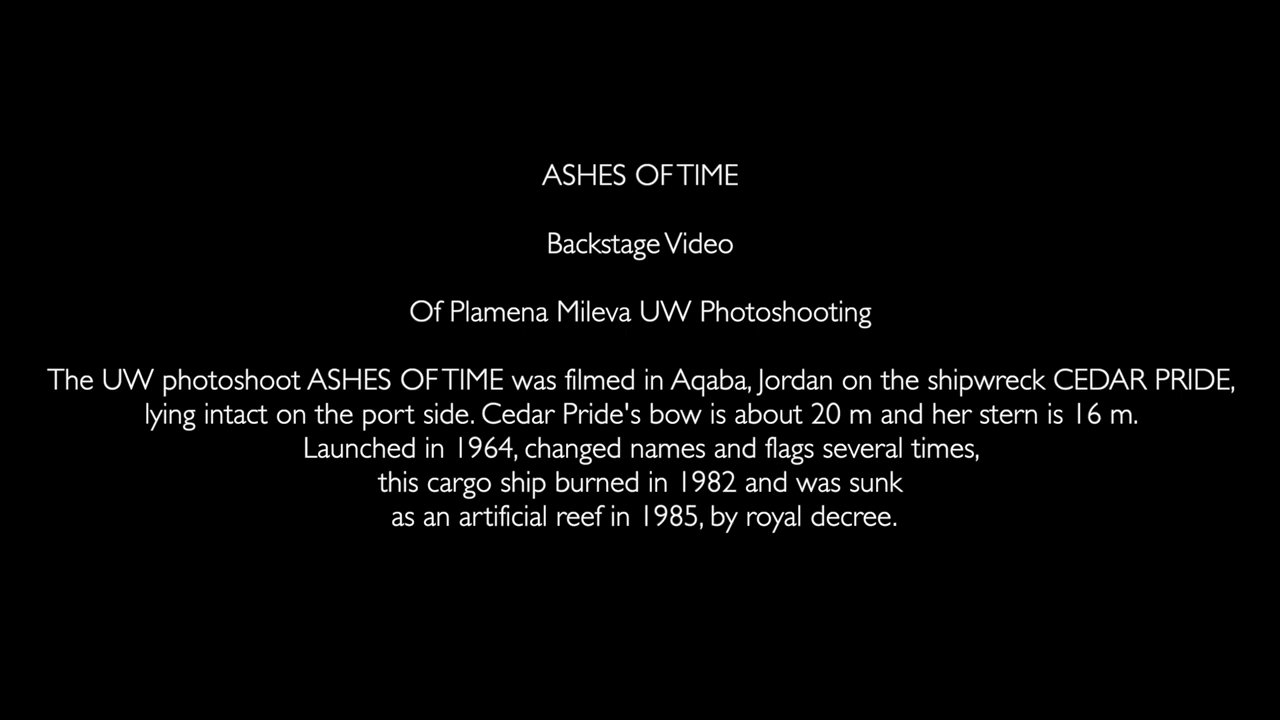 ASHES OF TIME
Backstage Video
Of Plamena Mileva UW Photoshooting
The UW photoshoot ASHES OF TIME was filmed in Aqaba, Jordan on the shipwreck CEDAR PRIDE,
lying intact on the port side. Cedar Pride's bow is about 20 m and her stern is 16 m.
Launched in 1964, changed names and flags several times,
this cargo ship burned in 1982 and was sunk
as an artificial reef in 1985, by royal decree.